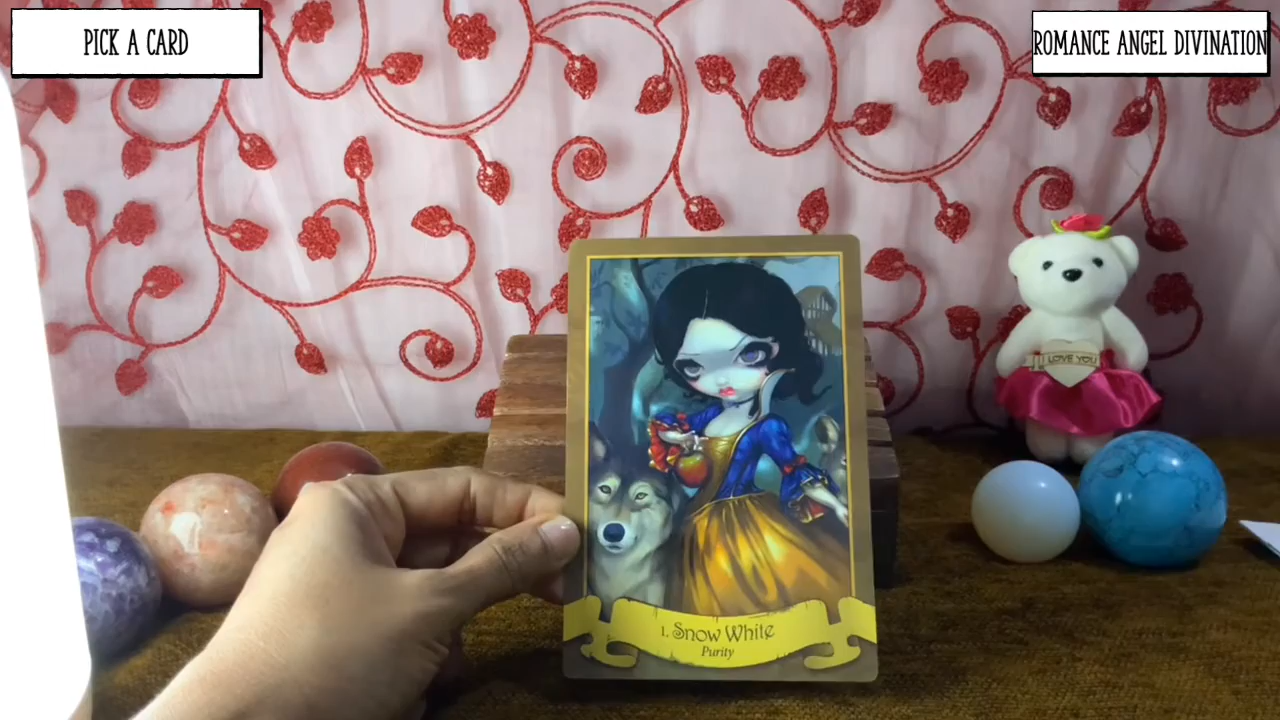 PICK A CARD
ROMANCE ANGEL DIVINATION
I LOVE YOU
1. Snow White
Purity